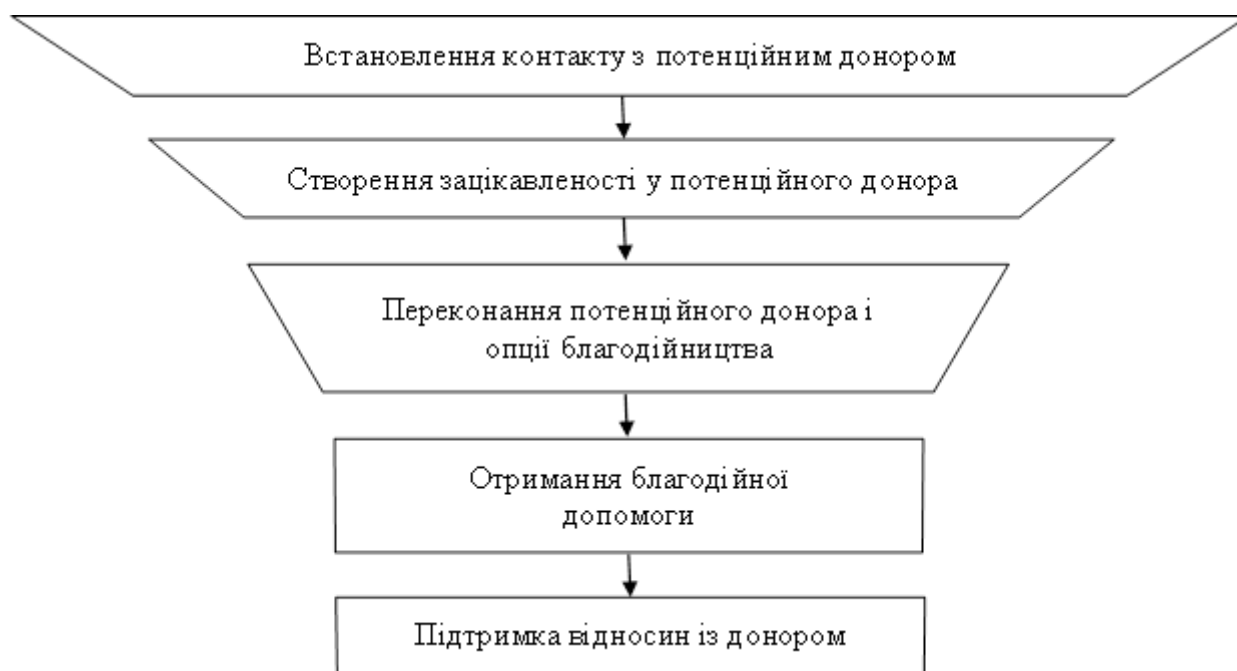 Встановлення контакту з потенційним донором
Створення зацікавленості у потенційного донора
Переконання потенційного донора і
опції благодійництва
Отримання благодійної
допомоги
Підтримка відносин із донором